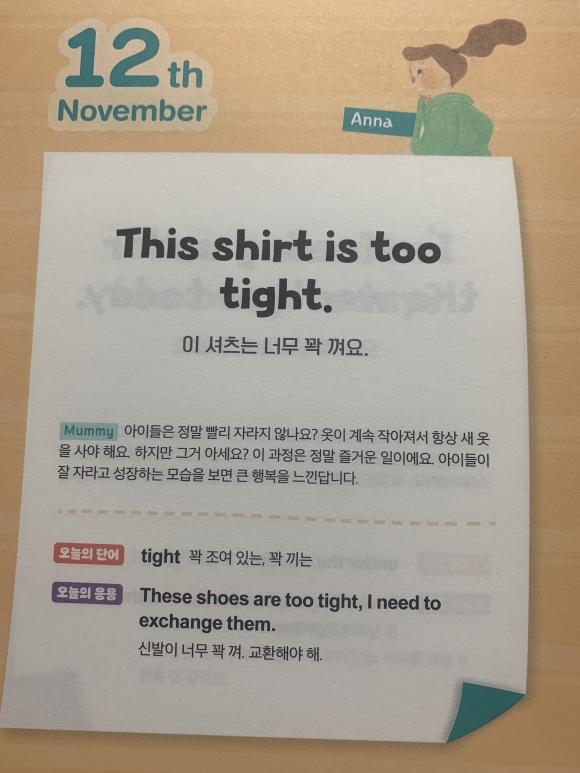 12th
November
Anna
This shirt is too
tight.
이 셔츠는 너무 꽉 껴요.
Mummy 아이들은 정말 빨리 자라지 않나요? 옷이 계속 작아져서 항상 새 옷
을 사야 해요. 하지만 그거 아세요? 이 과정은 정말 즐거운 일이에요. 아이들이
잘 자라고 성장하는 모습을 보면 큰 행복을 느낀답니다.
오늘의 단어 tight 꽉 조여 있는, 꽉 끼는
오늘의 응용 These shoes are too tight, I need to
exchange them.
신발이 너무 꽉 껴. 교환해야 해.